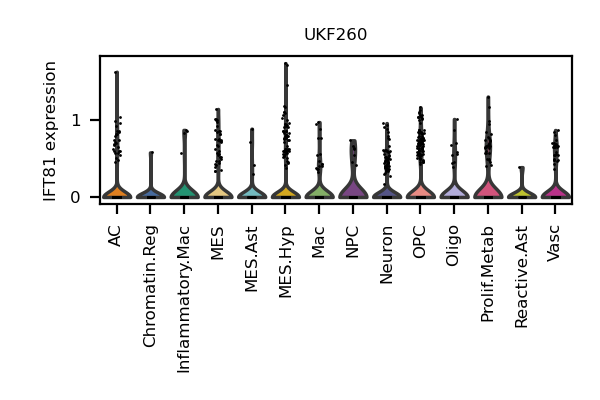 UKF260
IFT81 expression
1
0
AC
Chromatin.Reg
Inflammatory.Mac
MES
MES.Ast
MES.Hyp
Mac
NPC
Neuron
OPC
Oligo
Prolif.Metab
Reactive.Ast
Vasc